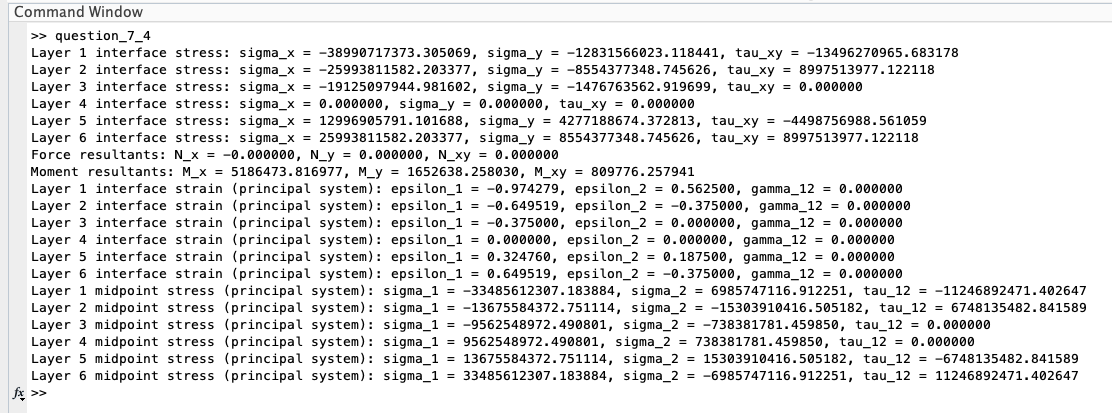 Command Window
>> question_7_4
Layer 1 interface stress: sigma_x = -38990717373.305069, sigma_y = -12831566023.118441, tau_xy = -13496270965.683178
Layer 2 interface stress: sigma_x = -25993811582.203377, sigma_y = -8554377348.745626, tau_xy = 8997513977.122118
Layer 3 interface stress: sigma_x = -19125097944.981602, sigma_y = -1476763562.919699, tau_xy = 0.000000
Layer 4 interface stress: sigma_x = 0.000000, sigma_y = 0.000000, tau_xy = 0.000000
Layer 5 interface stress: sigma_x = 12996905791.101688, sigma_y = 4277188674.372813, tau_xy = -4498756988.561059
Layer 6 interface stress: sigma_x = 25993811582.203377, sigma_y = 8554377348.745626, tau_xy = 8997513977.122118
Force resultants: N_x = -0.000000, N_y = 0.000000, N_xy = 0.000000
Moment resultants: M_x = 5186473.816977, M_y = 1652638.258030, M_xy = 809776.257941
Layer 1 interface strain (principal system): epsilon_1 = -0.974279, epsilon_2 = 0.562500, gamma_12 = 0.000000
Layer 2 interface strain (principal system): epsilon_1 = -0.649519, epsilon_2 = -0.375000, gamma_12 = 0.000000
Layer 3 interface strain (principal system): epsilon_1 = -0.375000, epsilon_2 = 0.000000, gamma_12 = 0.000000
Layer 4 interface strain (principal system): epsilon_1 = 0.000000, epsilon_2 = 0.000000, gamma_12 = 0.000000
Layer 5 interface strain (principal system): epsilon_1 = 0.324760, epsilon_2 = 0.187500, gamma_12 = 0.000000
Layer 6 interface strain (principal system): epsilon_1 = 0.649519, epsilon_2 = -0.375000, gamma_12 = 0.000000
Layer 1 midpoint stress (principal system): sigma_1 = -33485612307.183884, sigma_2 = 6985747116.912251, tau_12 = -11246892471.402647
Layer 2 midpoint stress (principal system): sigma_1 = -13675584372.751114, sigma_2 = -15303910416.505182, tau_12 = 6748135482.841589
Layer 3 midpoint stress (principal system): sigma_1 = -9562548972.490801, sigma_2 = -738381781.459850, tau_12 = 0.000000
Layer 4 midpoint stress (principal system): sigma_1 = 9562548972.490801, sigma_2 = 738381781.459850, tau_12 = 0.000000
Layer 5 midpoint stress (principal system): sigma_1 = 13675584372.751114, sigma_2 = 15303910416.505182, tau_12 = -6748135482.841589
Layer 6 midpoint stress (principal system): sigma_1 = 33485612307.183884, sigma_2 = -6985747116.912251, tau_12 = 11246892471.402647
fx >>